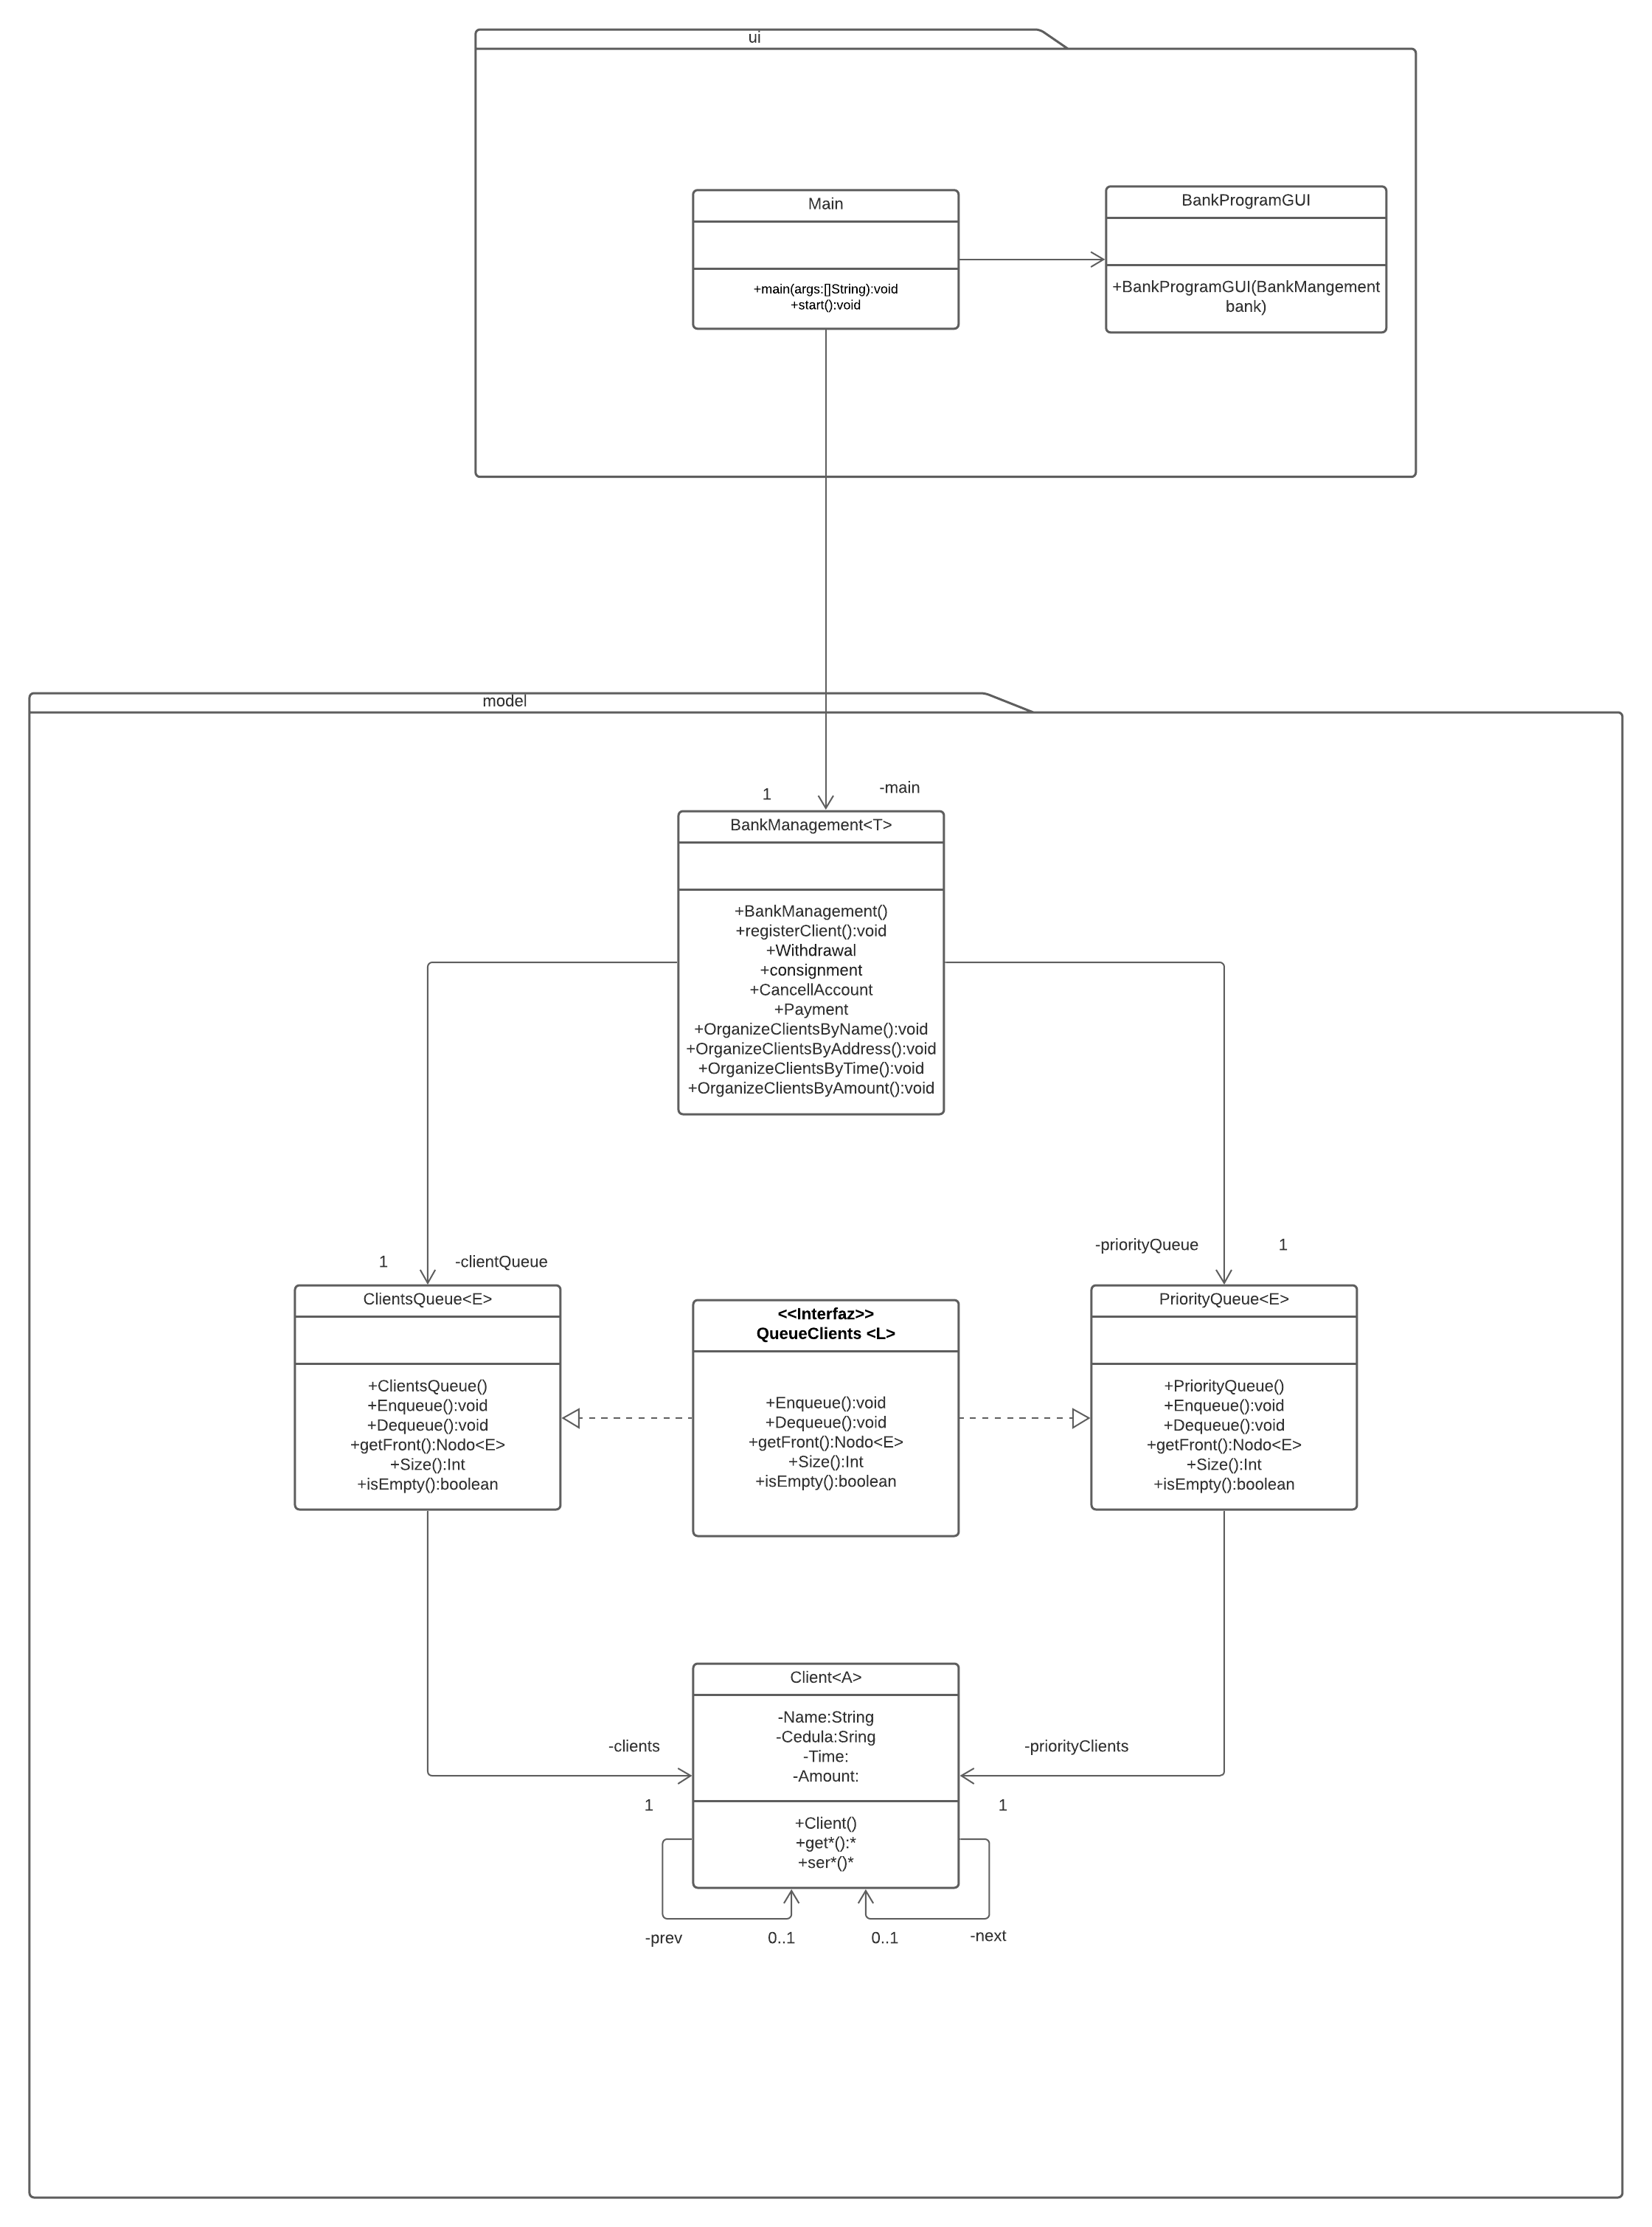 ui
Main
+main(args:[]String):void
+start():void
BankProgramGUI
+BankProgramGUI(BankMangement
bank)
model
1
-main
BankManagement<T>
+BankManagement()
+registerClient():void
+Withdrawal
+consignment
+CancellAccount
+Payment
+OrganizeClientsByName():void
+OrganizeClientsByAddress():void
+OrganizeClientsByTime():void
+OrganizeClientsByAmount():void
1
-clientQueue
-priorityQueue
1
ClientsQueue<E>
+ClientsQueue()
+Enqueue():void
+Dequeue():void
+getFront():Nodo<E>
+Size():Int
+isEmpty():boolean
<<Interfaz>>
QueueClients <L>
+Enqueue():void
+Dequeue():void
+getFront():Nodo<E>
+Size():Int
+isEmpty():boolean
PriorityQueue<E>
+PriorityQueue()
+Enqueue():void
+Dequeue():void
+getFront():Nodo<E>
+Size():Int
+isEmpty():boolean
Client<A>
-Name:String
-Cedula:Sring
-Time:
-Amount:
+Client()
+get*():*
+ser*()*
-clients
1
-priorityClients
1
-prev
0..1
0..1
-next